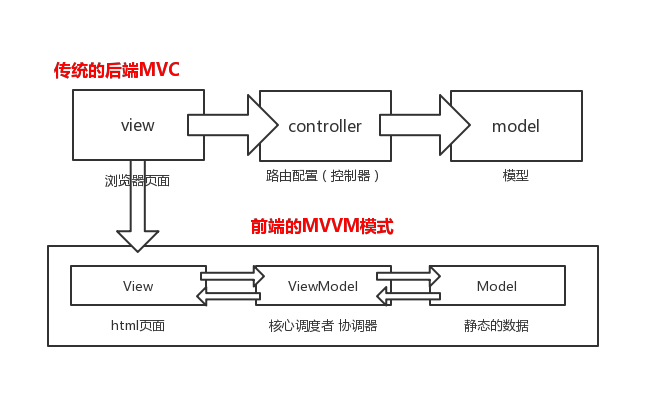 传统的后端MVC
view
controller
model
浏览器页面
路由配置（控制器）
模型
前端的MVVM模式
View
ViewModel
Model
html页面
核心调度者 协调器
静态的数据